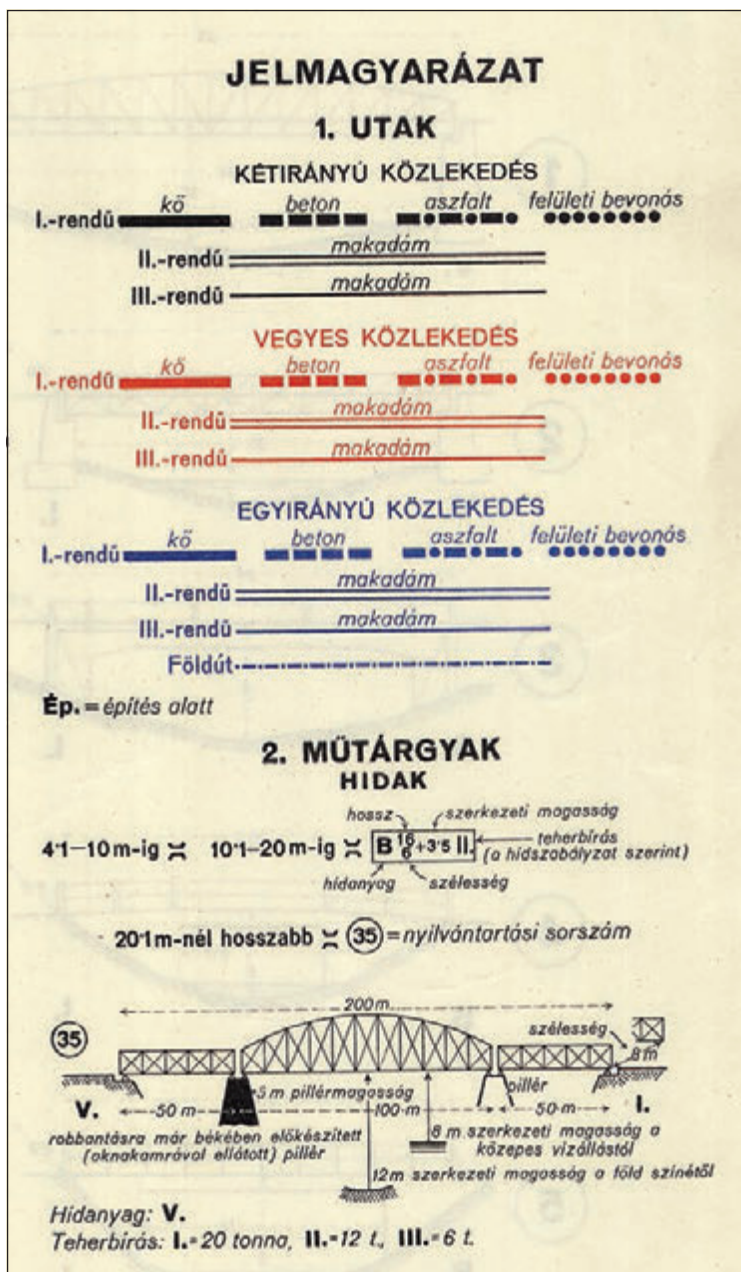 JELMAGYARÁZAT
1. UTAK
KÉTIRÁNYÚ KÖZLEKEDÉS
kő beton aszfalt felületi bevonás
I.-rendű
makadám
II.-rendű
makadám
III.-rendű
VEGYES KÖZLEKEDÉS
kő beton aszfalt felületi bevonás
I.-rendű
makadám
II.-rendű
makadám
III.-rendű
EGYIRÁNYÚ KÖZLEKEDÉS
kő beton aszfalt felületi bevonás
I.-rendű
makadám
II.-rendű
makadám
III.-rendű
Földút
Ép. = építés alatt
2. MŰTÁRGYAK
HIDAK
hossz szerkezeti magasság
4·1–10 m-ig 10·1–20 m-ig B 16/6 +3·5 II. teherbírás
(a hídszabályzat szerint)
hídanyag szélesség
20·1 m-nél hosszabb 35 = nyilvántartási sorszám
200 m
szélesség
35
8 m
5 m pillérmagasság pillér
V. 50 m 100 m 50 m I.
robbantásra már békében előkészített
(aknakamrával ellátott) pillér
8 m szerkezeti magasság a
közepes vízállástól
12 m szerkezeti magasság a föld színétől
Hídanyag: V.
Teherbírás: I. = 20 tonna, II. = 12 t., III. = 6 t.